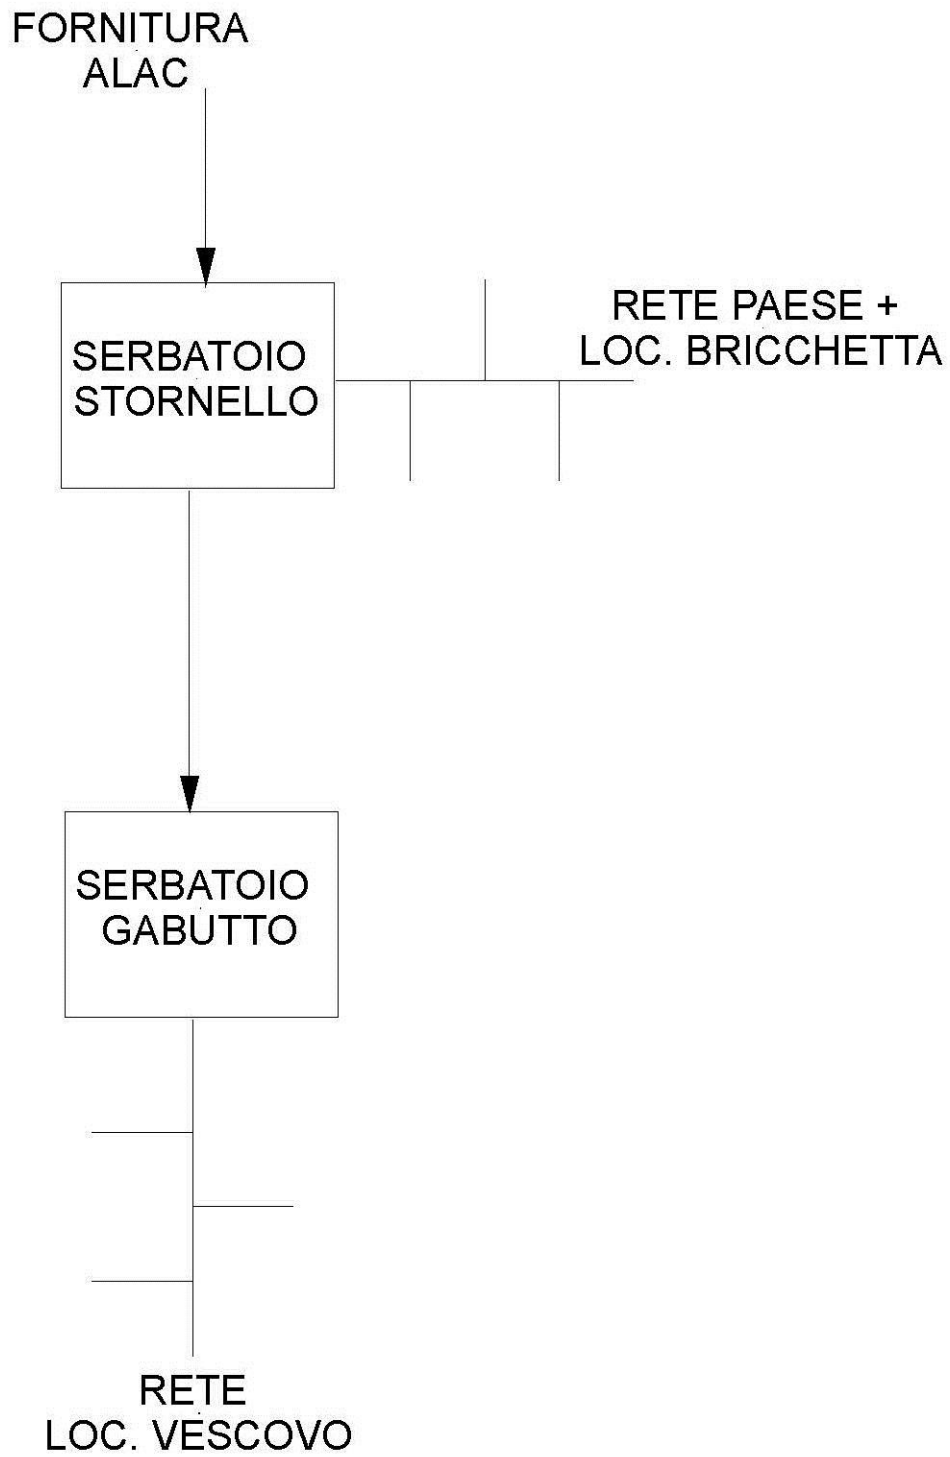 FORNITURA
ALAC
SERBATOIO
STORNELLO
RETE PAESE +
LOC. BRICCHETTA
SERBATOIO
GABUTTO
RETE
LOC. VESCOVO